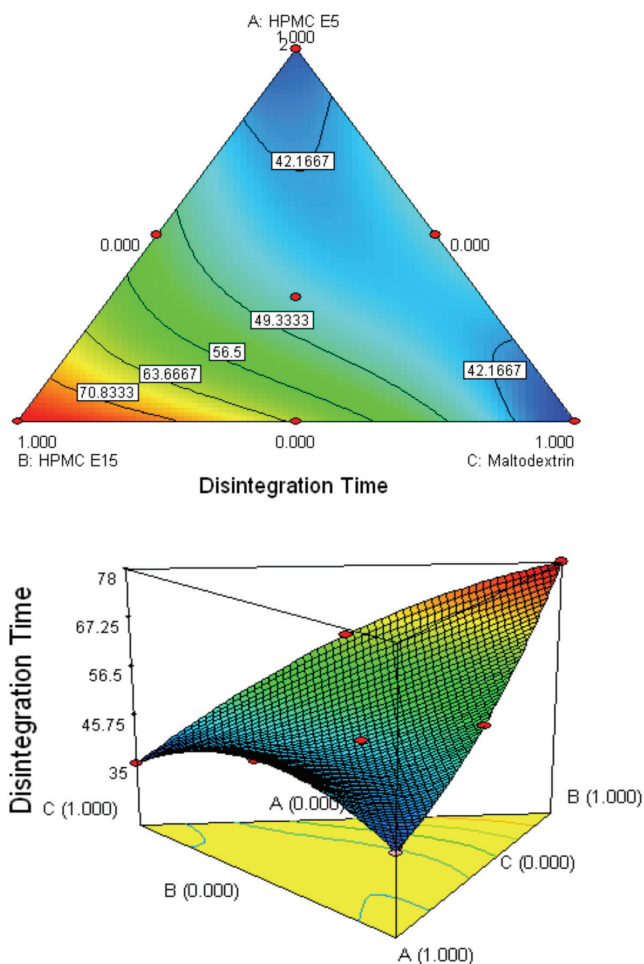 A: HPMC E5
1.000
2
42.1667
0.000 0.000
49.3333
56.5
63.6667 42.1667
70.8333
1.000 0.000 1.000
B: HPMC E15 C: Maltodextrin
Disintegration Time
78
67.25
56.5
45.75
35
Disintegration Time
C (1.000) A (0.000) B (1.000)
B (0.000) C (0.000)
A (1.000)